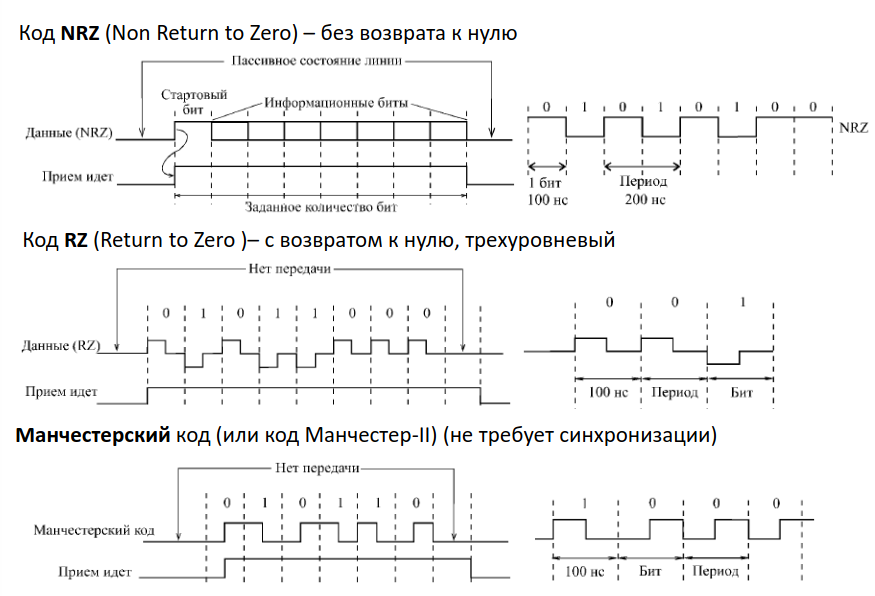 Код NRZ (Non Return to Zero) – без возврата к нулю
Пассивное состояние линии
Стартовый
бит
Информационные биты
Данные (NRZ)
Прием идет
Заданное количество бит
0 1 0 1 0 1 0 0
NRZ
1 бит
100 нс
Период
200 нс
Код RZ (Return to Zero )– с возвратом к нулю, трехуровневый
Нет передачи
0 1 0 1 1 0 0 0
Данные (RZ)
Прием идет
0 0 1
100 нс Период Бит
Манчестерский код (или код Манчестер-II) (не требует синхронизации)
Нет передачи
0 1 0 1 1 0
Манчестерский код
Прием идет
1 0 0 0
100 нс Бит Период